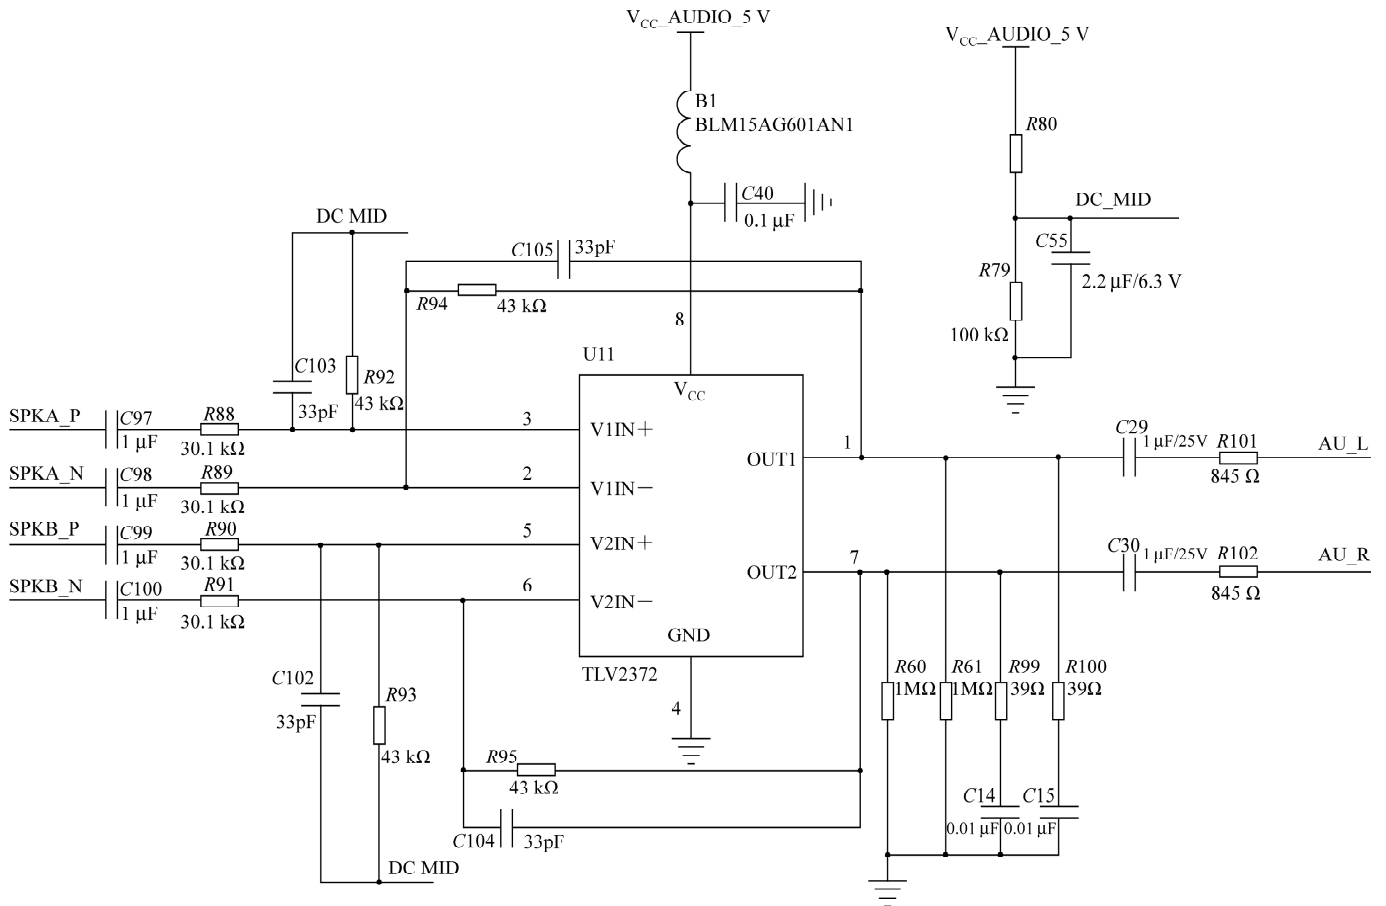 V_CC_AUDIO_5 V
V_CC_AUDIO_5 V
B1
BLM15AG601AN1
R80
C40
0.1 μF
DC_MID
DC MID
C55
C105
33pF
R79
2.2 μF/6.3 V
R94
43 kΩ
8
100 kΩ
U11
C103
R92
V_CC
33pF
43 kΩ
SPKA_P
C97
R88
3
1 μF
30.1 kΩ
V1IN+
C29
1 μF/25V
R101
AU_L
1
OUT1
845 Ω
SPKA_N
C98
R89
2
1 μF
30.1 kΩ
V1IN−
SPKB_P
C99
R90
5
1 μF
30.1 kΩ
V2IN+
C30
1 μF/25V
R102
AU_R
7
OUT2
845 Ω
SPKB_N
C100
R91
6
1 μF
30.1 kΩ
V2IN−
GND
TLV2372
R60
1MΩ
R61
1MΩ
R99
39Ω
R100
39Ω
C102
33pF
R93
43 kΩ
4
R95
43 kΩ
C14
0.01 μF
C15
0.01 μF
C104
33pF
DC MID